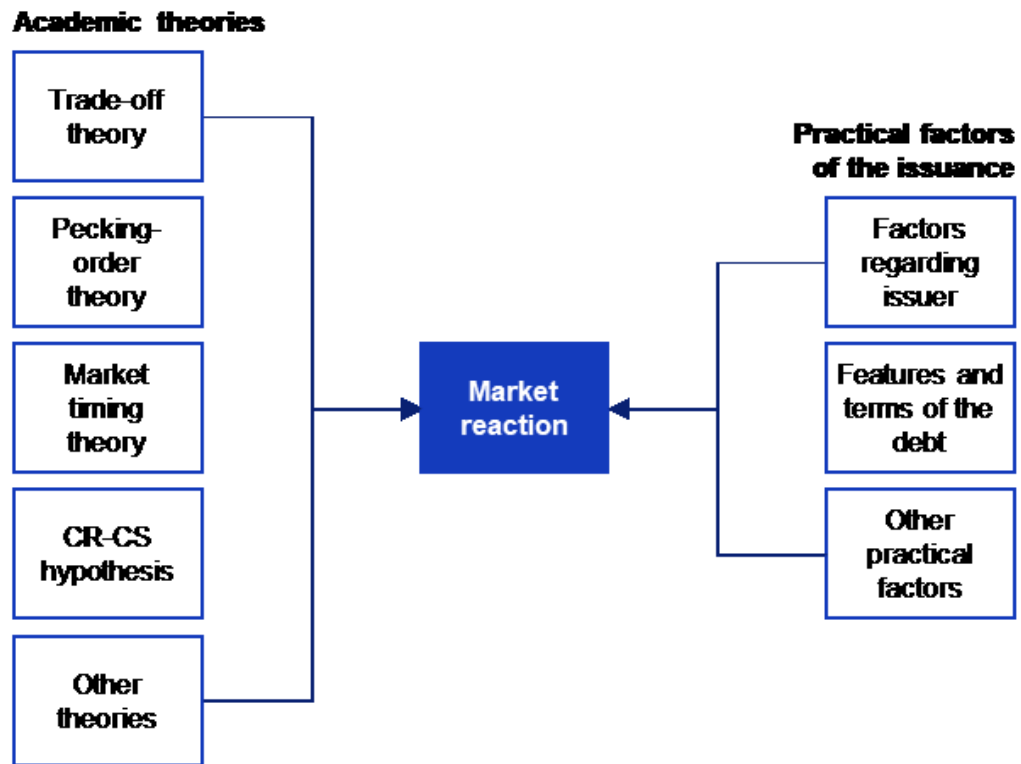 Academic theories
Trade-off
theory
Pecking-
order
theory
Market
timing
theory
CR-CS
hypothesis
Other
theories
Market
reaction
Practical factors
of the issuance
Factors
regarding
issuer
Features and
terms of the
debt
Other
practical
factors